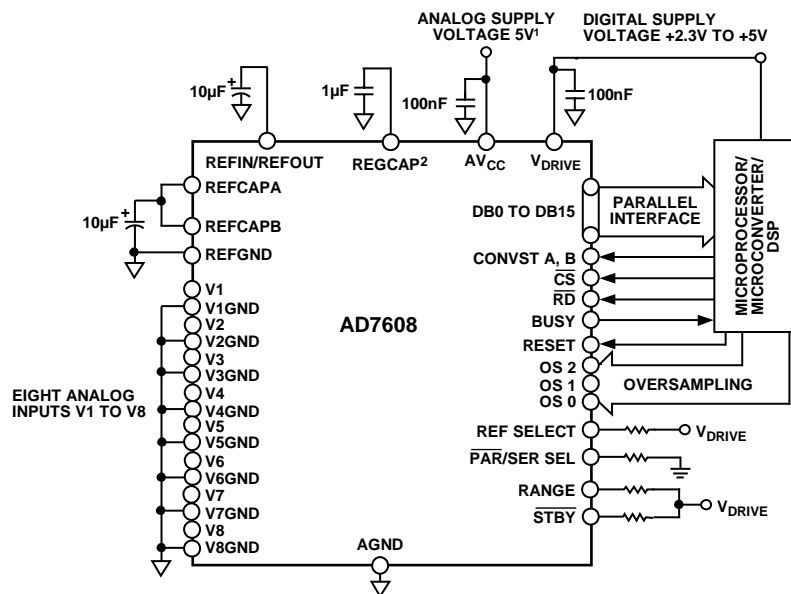 ANALOG SUPPLY
VOLTAGE 5V¹
DIGITAL SUPPLY
VOLTAGE +2.3V TO +5V
10µF
+
1µF
100nF
100nF
REFIN/REFOUT
REGCAP²
AVCC
VDRIVE
REFCAPA
10µF
+
REFCAPB
REFGND
DB0 TO DB15
PARALLEL
INTERFACE
MICROPROCESSOR/
MICROCONVERTER/
DSP
CONVST A, B
CS
RD
BUSY
RESET
OS 2
OS 1
OS 0
OVERSAMPLING
AD7608
V1
V1GND
V2
V2GND
V3
V3GND
V4
V4GND
V5
V5GND
V6
V6GND
V7
V7GND
V8
V8GND
EIGHT ANALOG
INPUTS V1 TO V8
REF SELECT
VDRIVE
PAR/SER SEL
RANGE
STBY
VDRIVE
AGND